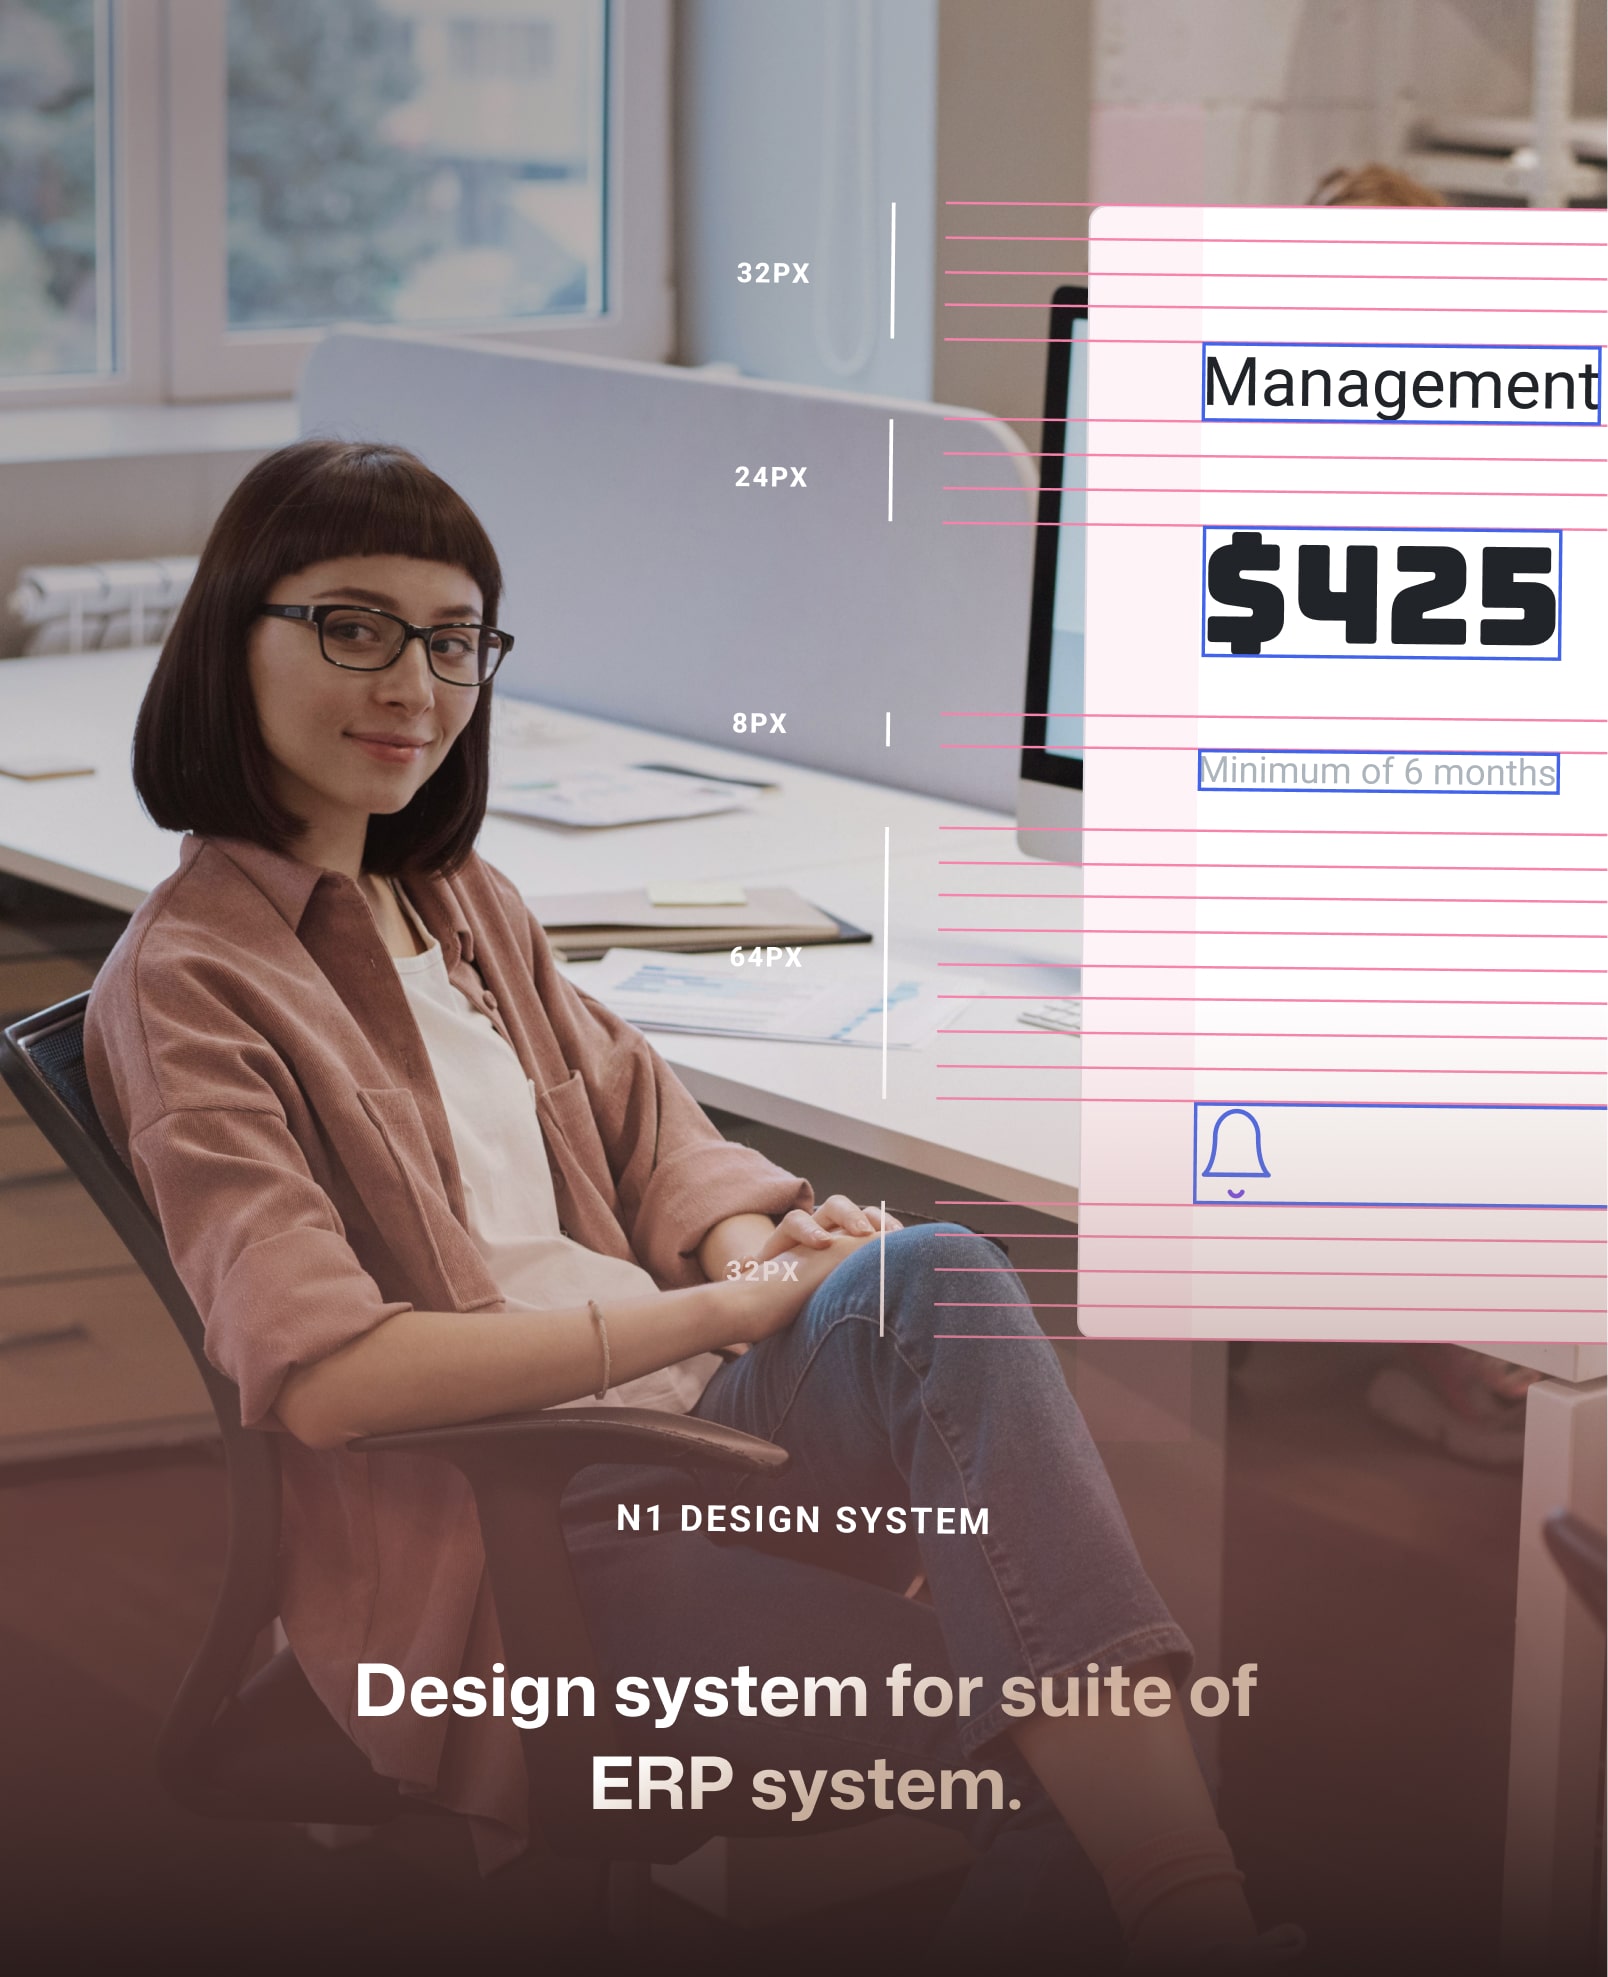 32PX
Management
24PX
$425
8PX
Minimum of 6 months
64PX
32PX
N1 DESIGN SYSTEM
Design system for suite of
ERP system.